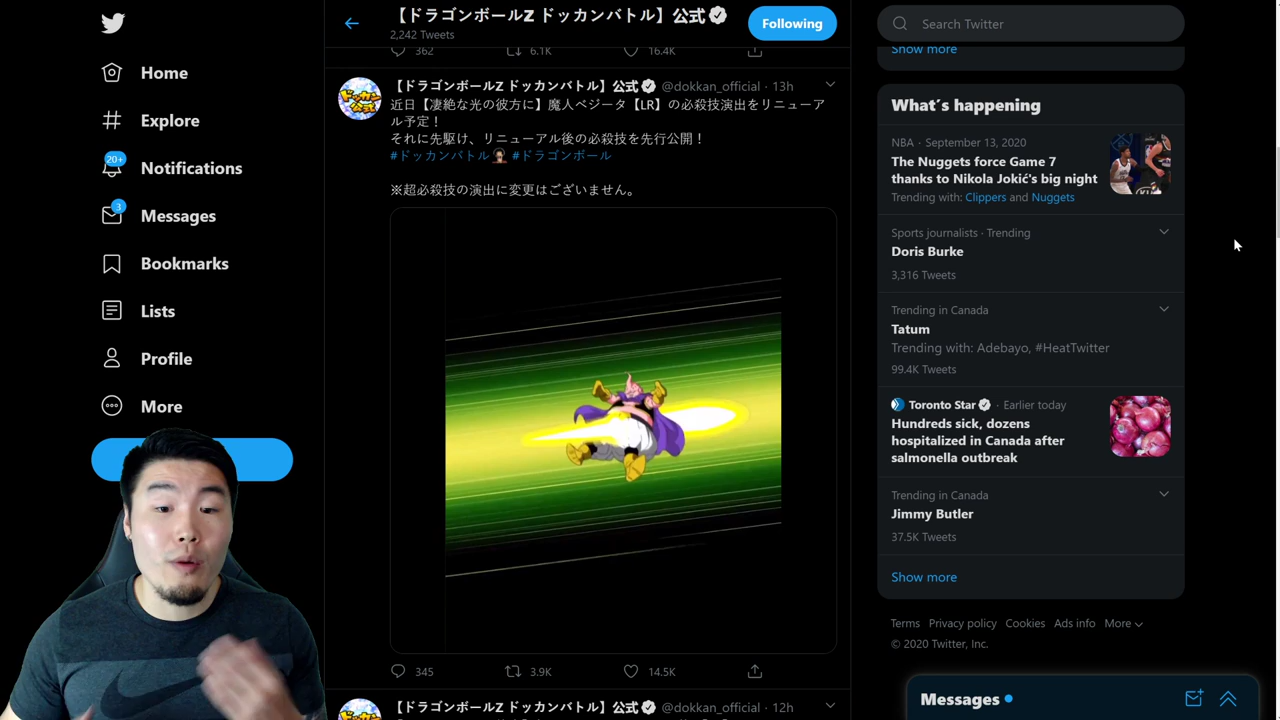 Home
Explore
20+
Notifications
3
Messages
Bookmarks
Lists
Profile
More
【ドラゴンボールZ ドッカンバトル】公式
2,242 Tweets
Following
362
6.1K
16.4K
【ドラゴンボールZ ドッカンバトル】公式 @dokkan_official · 13h
近日【凄絶な光の彼方に】魔人ベジータ【LR】の必殺技演出をリニューア
ル予定！
それに先駆け、リニューアル後の必殺技を先行公開！
#ドッカンバトル #ドラゴンボール
※超必殺技の演出に変更はございません。
345
3.9K
14.5K
【ドラゴンボールZ ドッカンバトル】公式 @dokkan_official · 12h
Search Twitter
Show more
What's happening
NBA · September 13, 2020
The Nuggets force Game 7
thanks to Nikola Jokić's big night
Trending with: Clippers and Nuggets
Sports journalists · Trending
Doris Burke
3,316 Tweets
Trending in Canada
Tatum
Trending with: Adebayo, #HeatTwitter
99.4K Tweets
Toronto Star · Earlier today
Hundreds sick, dozens
hospitalized in Canada after
salmonella outbreak
Trending in Canada
Jimmy Butler
37.5K Tweets
Show more
Terms Privacy policy Cookies Ads info More
© 2020 Twitter, Inc.
Messages